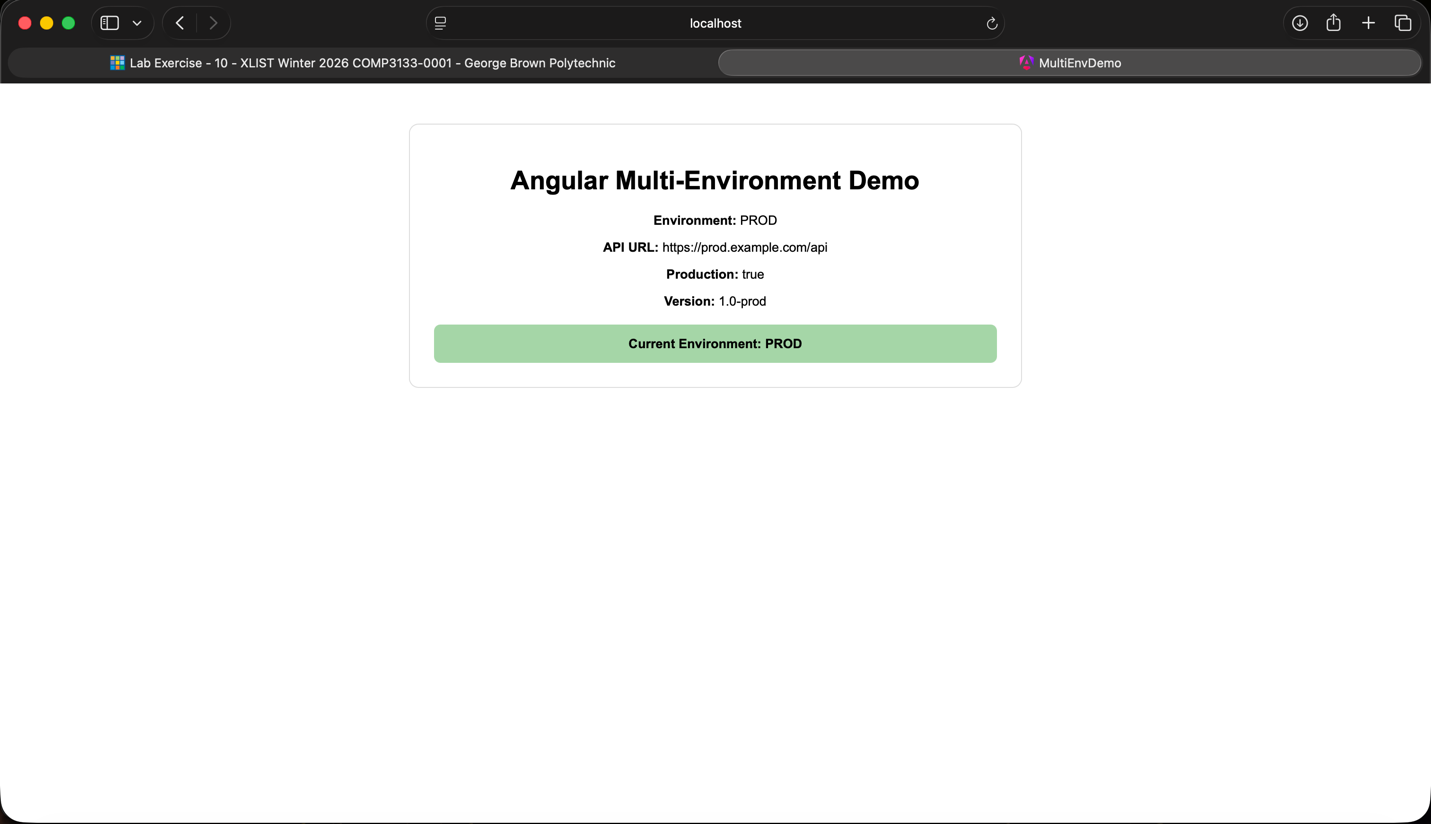 localhost
Lab Exercise - 10 - XLIST Winter 2026 COMP3133-0001 - George Brown Polytechnic
MultiEnvDemo
Angular Multi-Environment Demo
Environment: PROD
API URL: https://prod.example.com/api
Production: true
Version: 1.0-prod
Current Environment: PROD